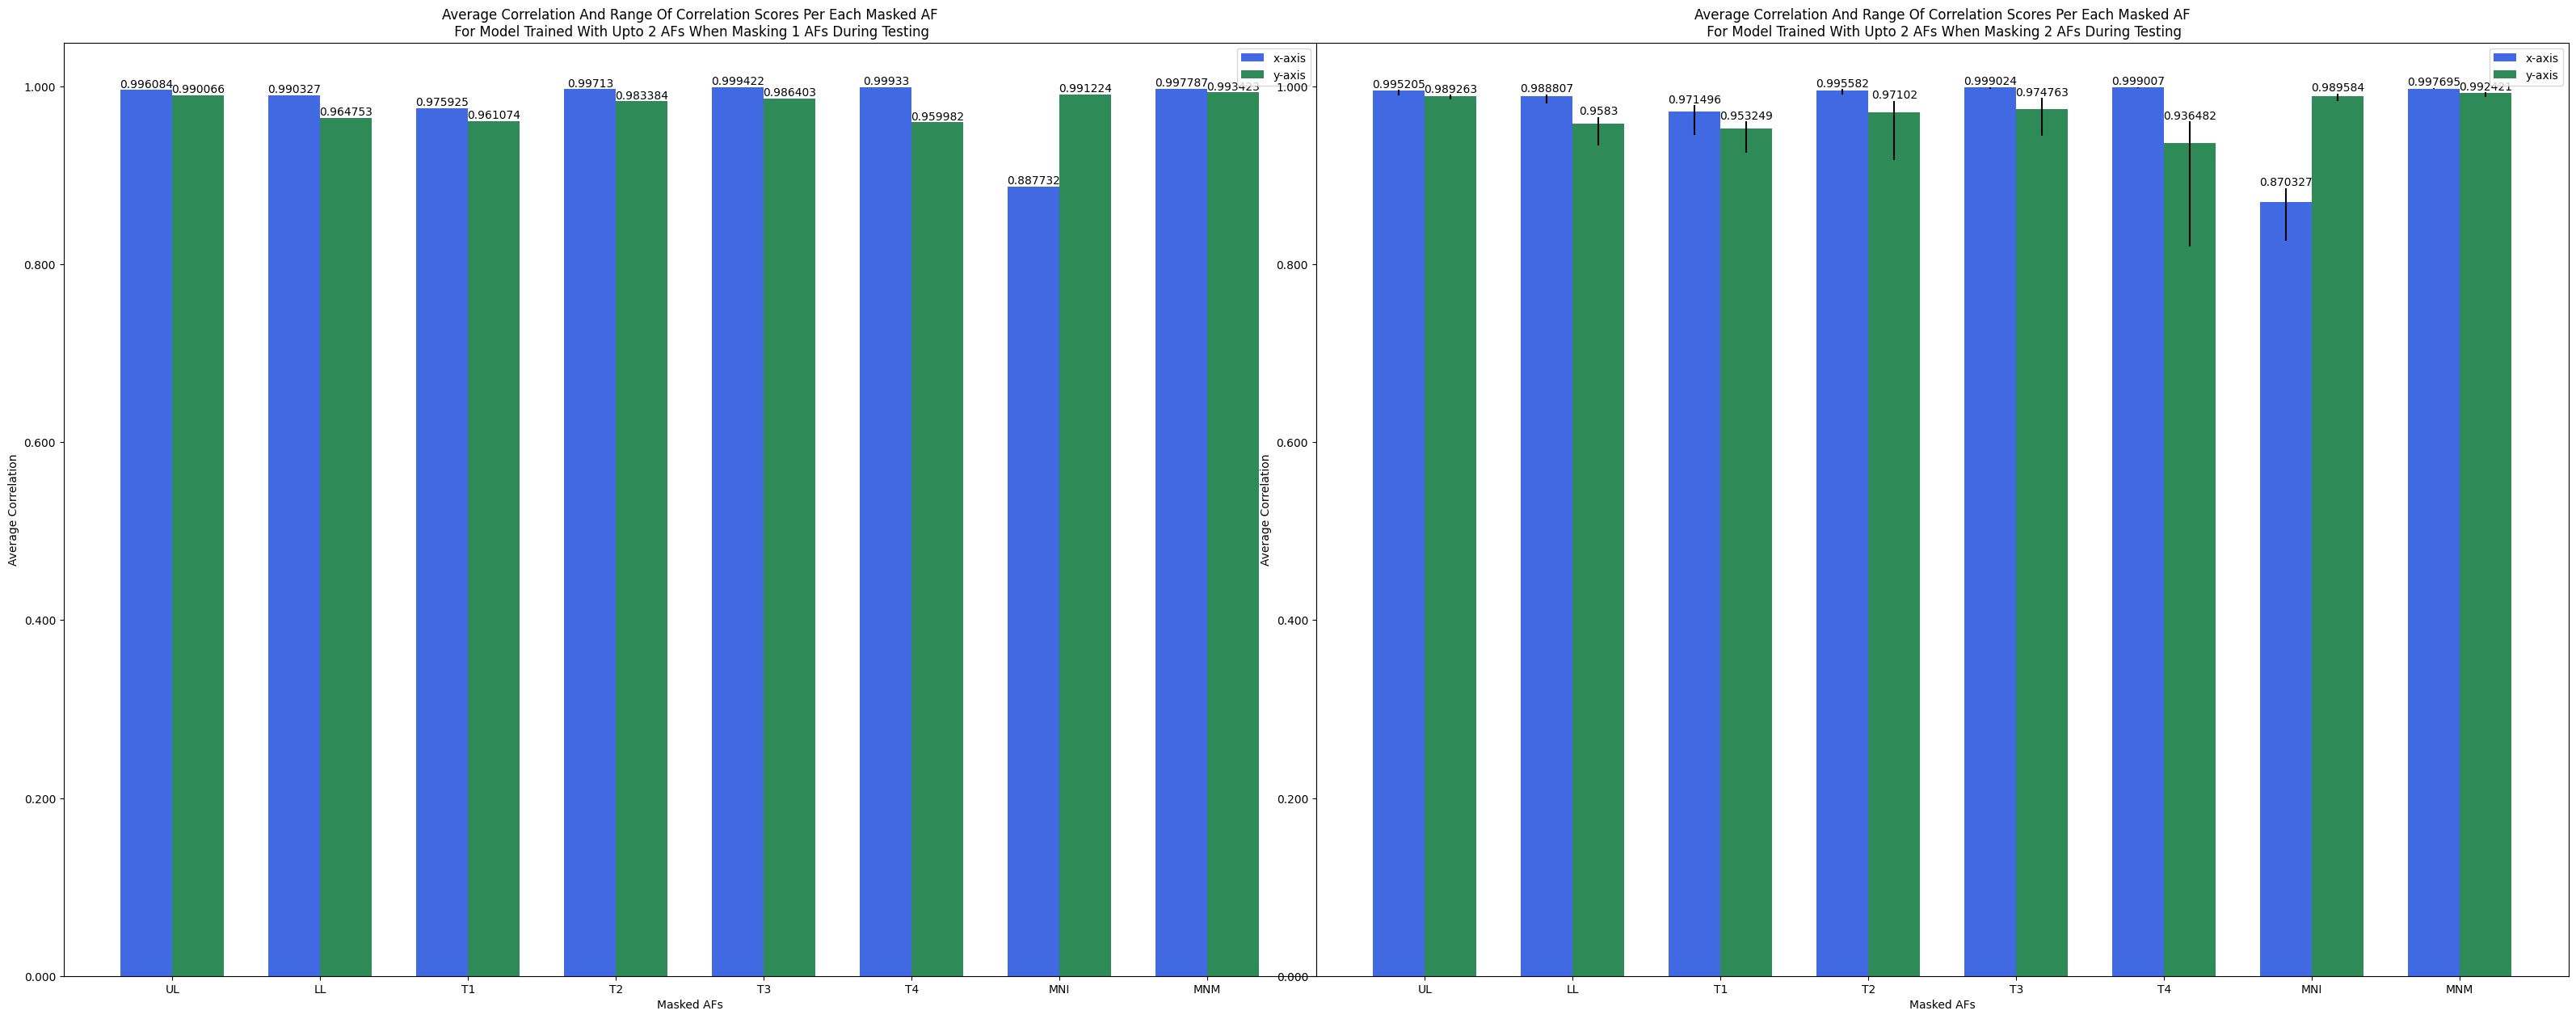 Average Correlation And Range Of Correlation Scores Per Each Masked AF
For Model Trained With Upto 2 AFs When Masking 1 AFs During Testing
x-axis
y-axis
1.000
0.800
0.600
0.400
0.200
0.000
Average Correlation
0.996084
0.990066
0.990327
0.964753
0.975925
0.961074
0.99713
0.983384
0.999422
0.986403
0.99933
0.959982
0.887732
0.991224
0.997787
0.993423
UL
LL
T1
T2
T3
T4
MNI
MNM
Masked AFs
Average Correlation And Range Of Correlation Scores Per Each Masked AF
For Model Trained With Upto 2 AFs When Masking 2 AFs During Testing
x-axis
y-axis
1.000
0.800
0.600
0.400
0.200
0.000
Average Correlation
0.995205
0.989263
0.988807
0.9583
0.971496
0.953249
0.995582
0.97102
0.999024
0.974763
0.999007
0.936482
0.870327
0.989584
0.997695
0.992421
UL
LL
T1
T2
T3
T4
MNI
MNM
Masked AFs